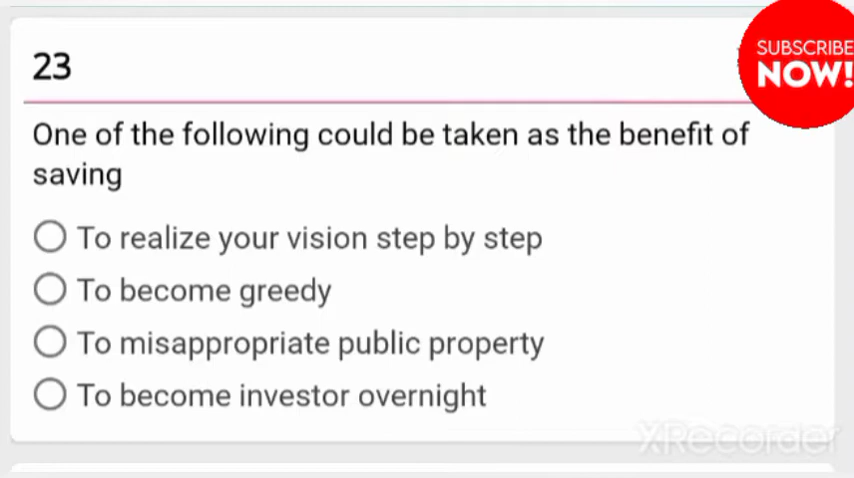 23
SUBSCRIBE
NOW!
One of the following could be taken as the benefit of
saving
To realize your vision step by step
To become greedy
To misappropriate public property
To become investor overnight
XRecorder